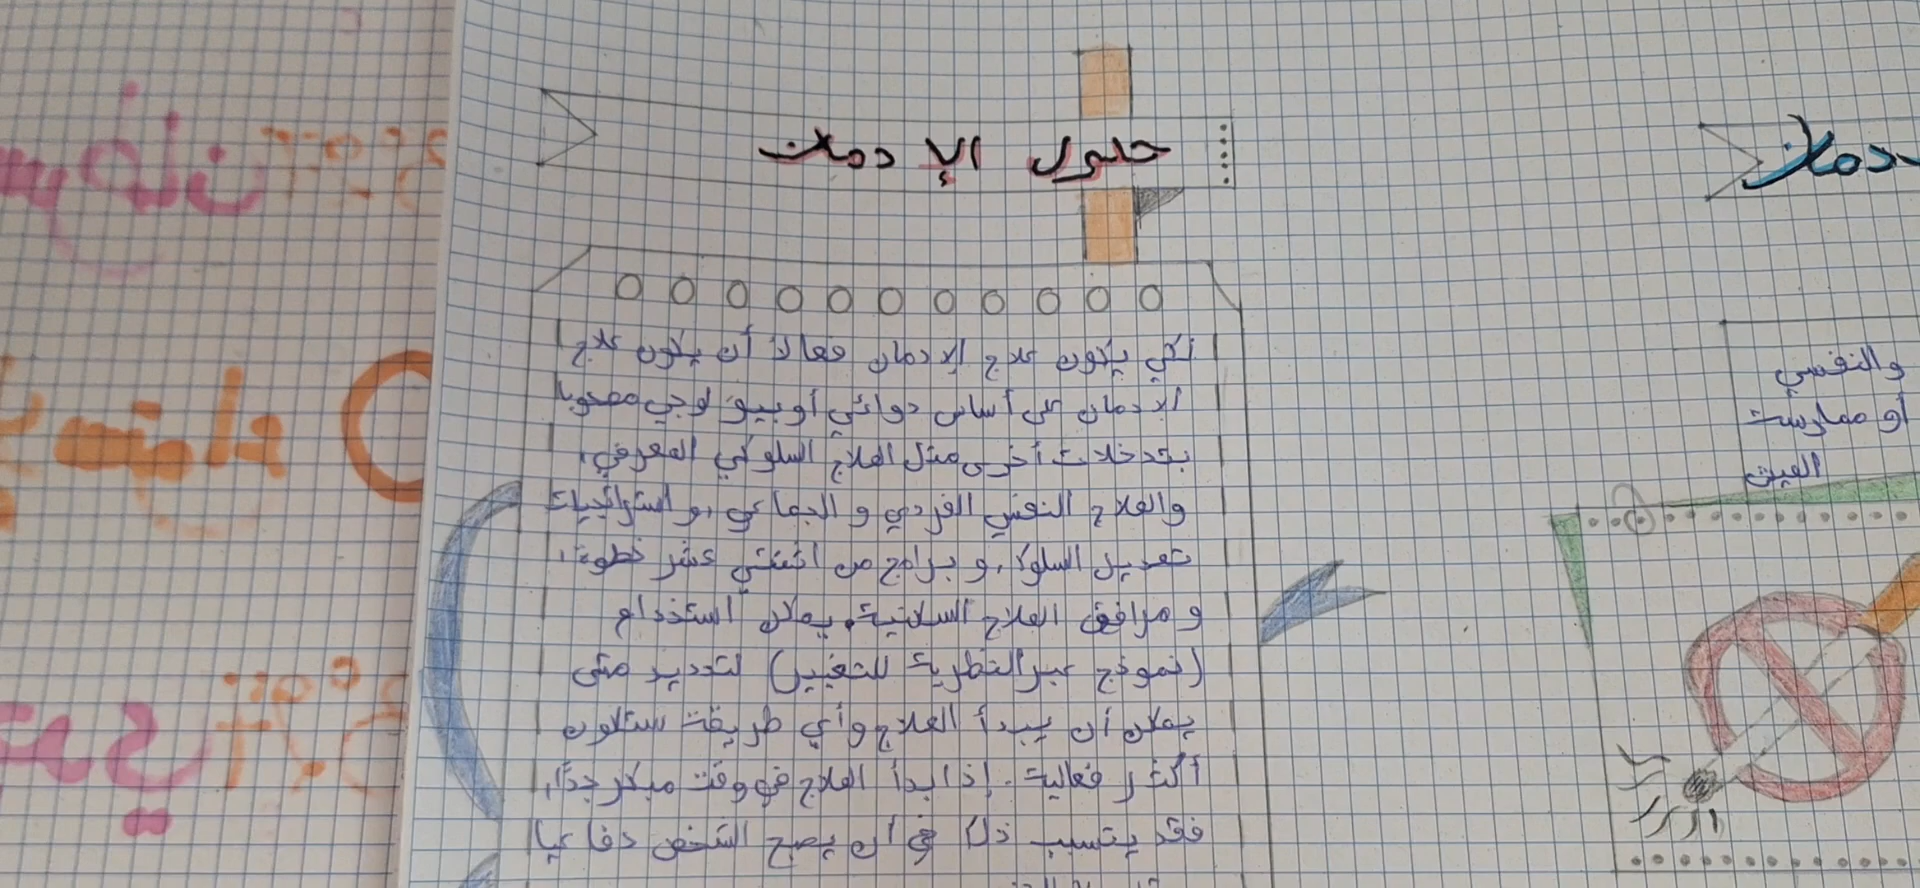 حلول الإدمان
لكي يكون علاج الإدمان فعالا أن يكون علاج
الإدمان على أساس دوائي أو بيولوجي مصحوبا
بتدخلات أخرى مثل العلاج السلوكي المعرفي،
والعلاج النفسي الفردي و الجماعي، و استراتيجيات
تعديل السلوك، و برامج من اثنتي عشر خطوة،
و مرافق العلاج السكنية. يمكن استخدام
(نموذج عبر النظرية للتغيير) لتحديد متى
يمكن أن يبدأ العلاج وأي طريقة ستكون
أكثر فعالية. إذا بدأ العلاج في وقت مبكر جدًا,
فقد يتسبب ذلك في أن يصبح الشخص دفاعيا
دمان
والنفسي
أو ممارسة